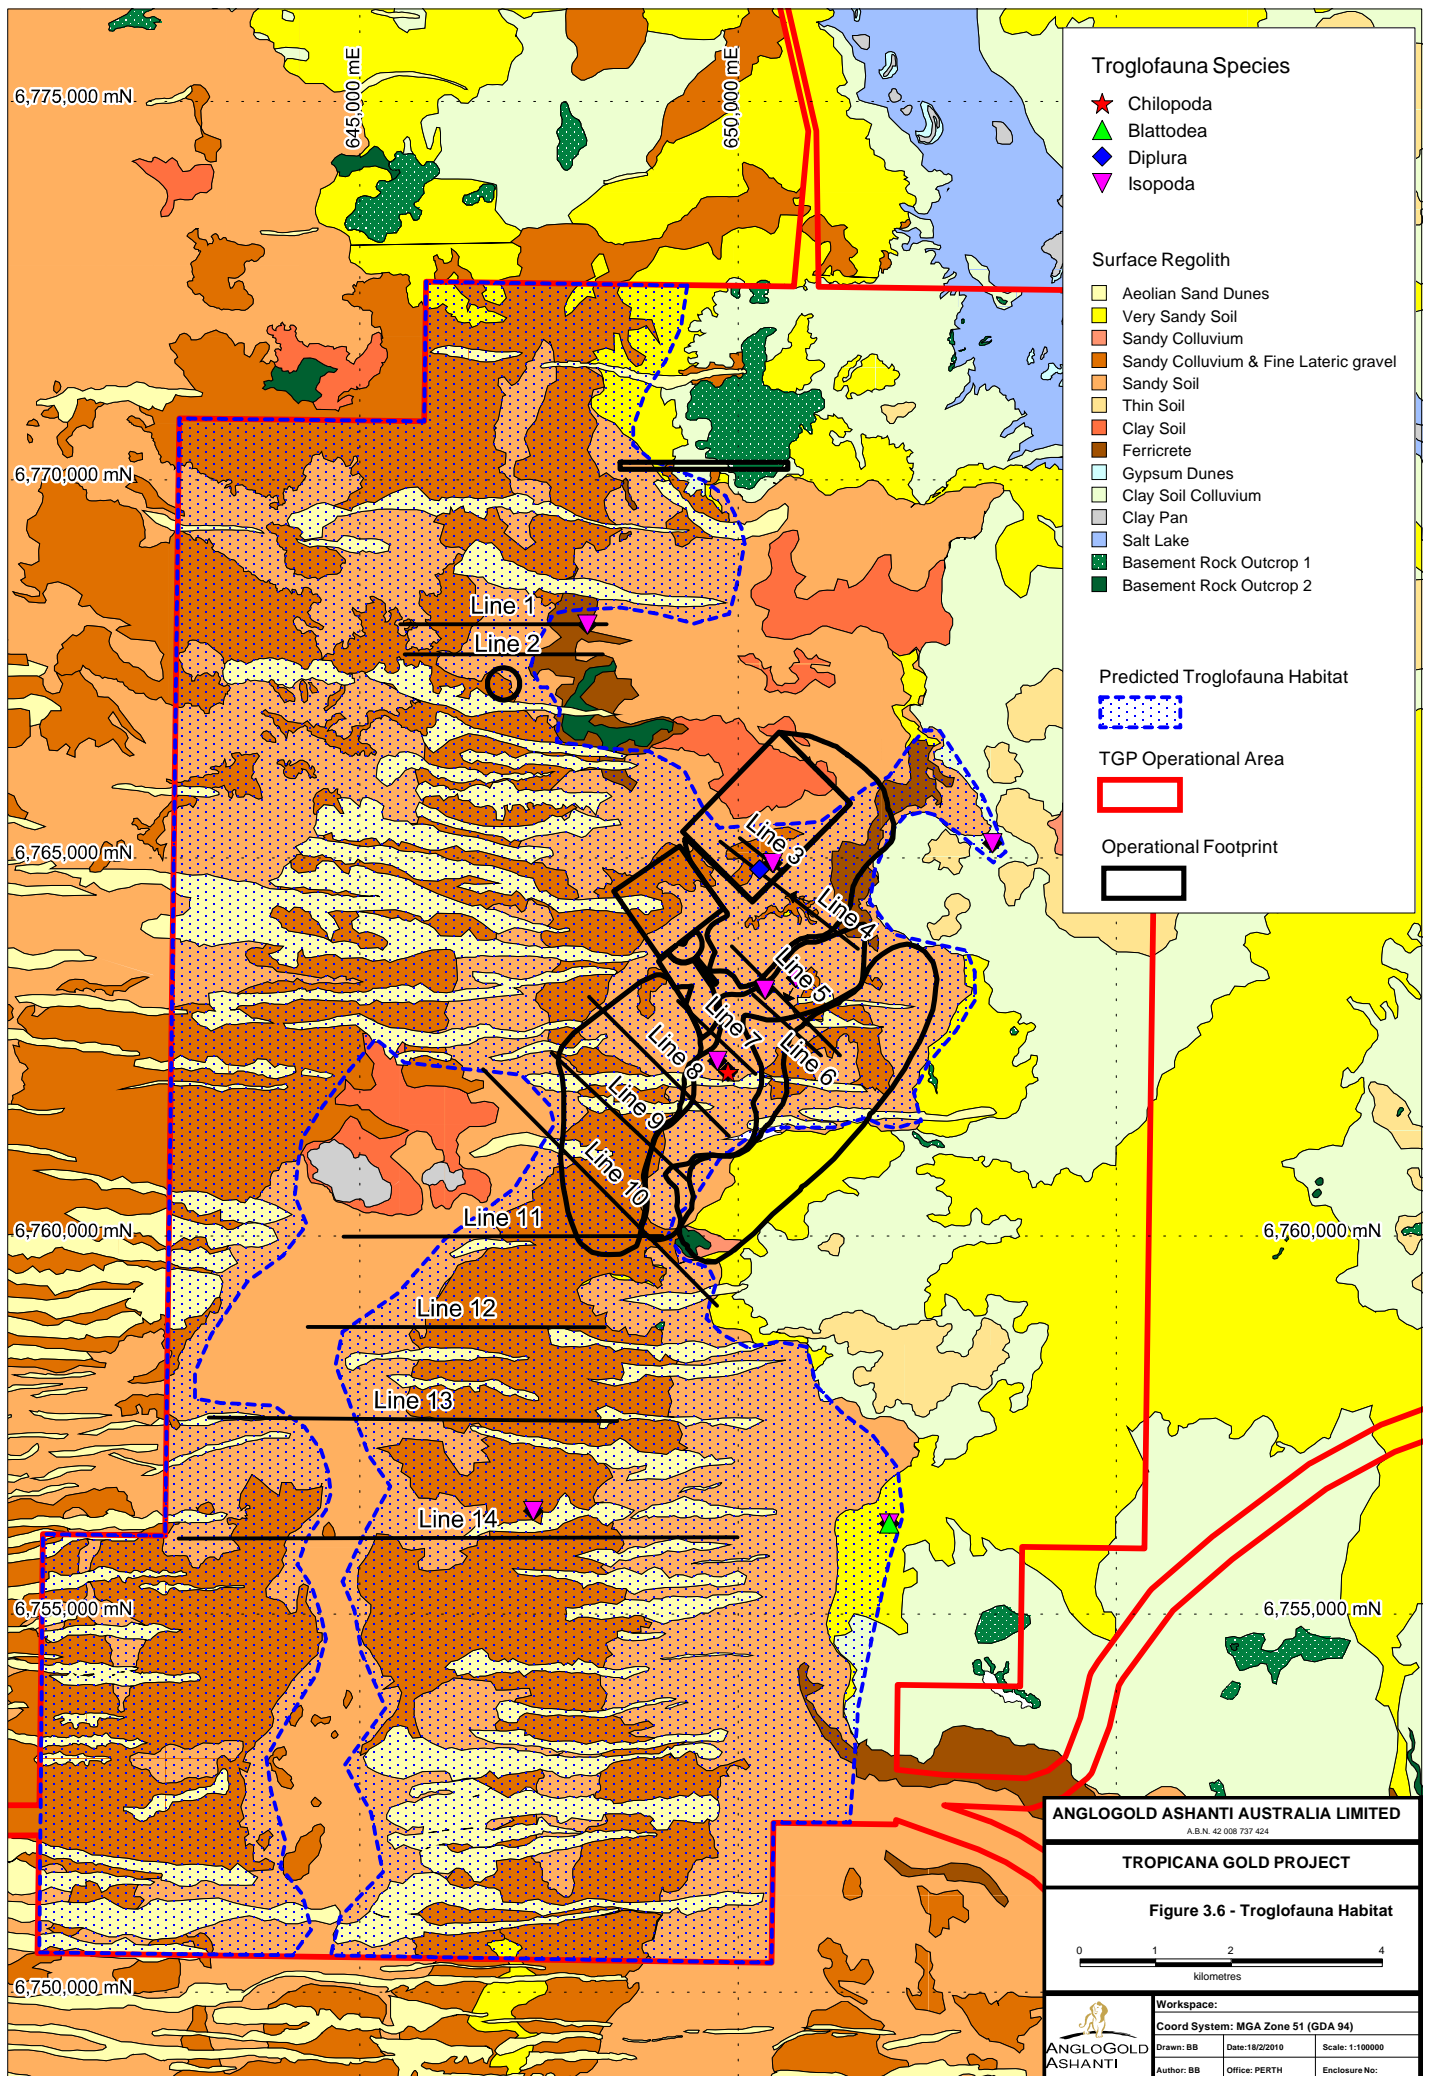 6,775,000 mN
645,000 mE
650,000 mE
Troglofauna Species
Chilopoda
Blattodea
Diplura
Isopoda
Surface Regolith
Aeolian Sand Dunes
Very Sandy Soil
Sandy Colluvium
Sandy Colluvium & Fine Lateric gravel
Sandy Soil
Thin Soil
Clay Soil
Ferricrete
Gypsum Dunes
Clay Soil Colluvium
Clay Pan
Salt Lake
Basement Rock Outcrop 1
Basement Rock Outcrop 2
Predicted Troglofauna Habitat
TGP Operational Area
Operational Footprint
6,770,000 mN
Line 1
Line 2
6,765,000 mN
Line 3
Line 4
Line 5
Line 6
Line 7
Line 8
Line 9
Line 10
6,760,000 mN
Line 11
6,760,000 mN
Line 12
Line 13
Line 14
6,755,000 mN
6,755,000 mN
6,750,000 mN
ANGLOGOLD ASHANTI AUSTRALIA LIMITED
A.B.N. 42 008 737 424
TROPICANA GOLD PROJECT
Figure 3.6 - Troglofauna Habitat
0 1 2 4
kilometres
ANGLOGOLD
ASHANTI
Workspace:
Coord System: MGA Zone 51 (GDA 94)
Drawn: BB Date:18/2/2010 Scale: 1:100000
Author: BB Office: PERTH Enclosure No: